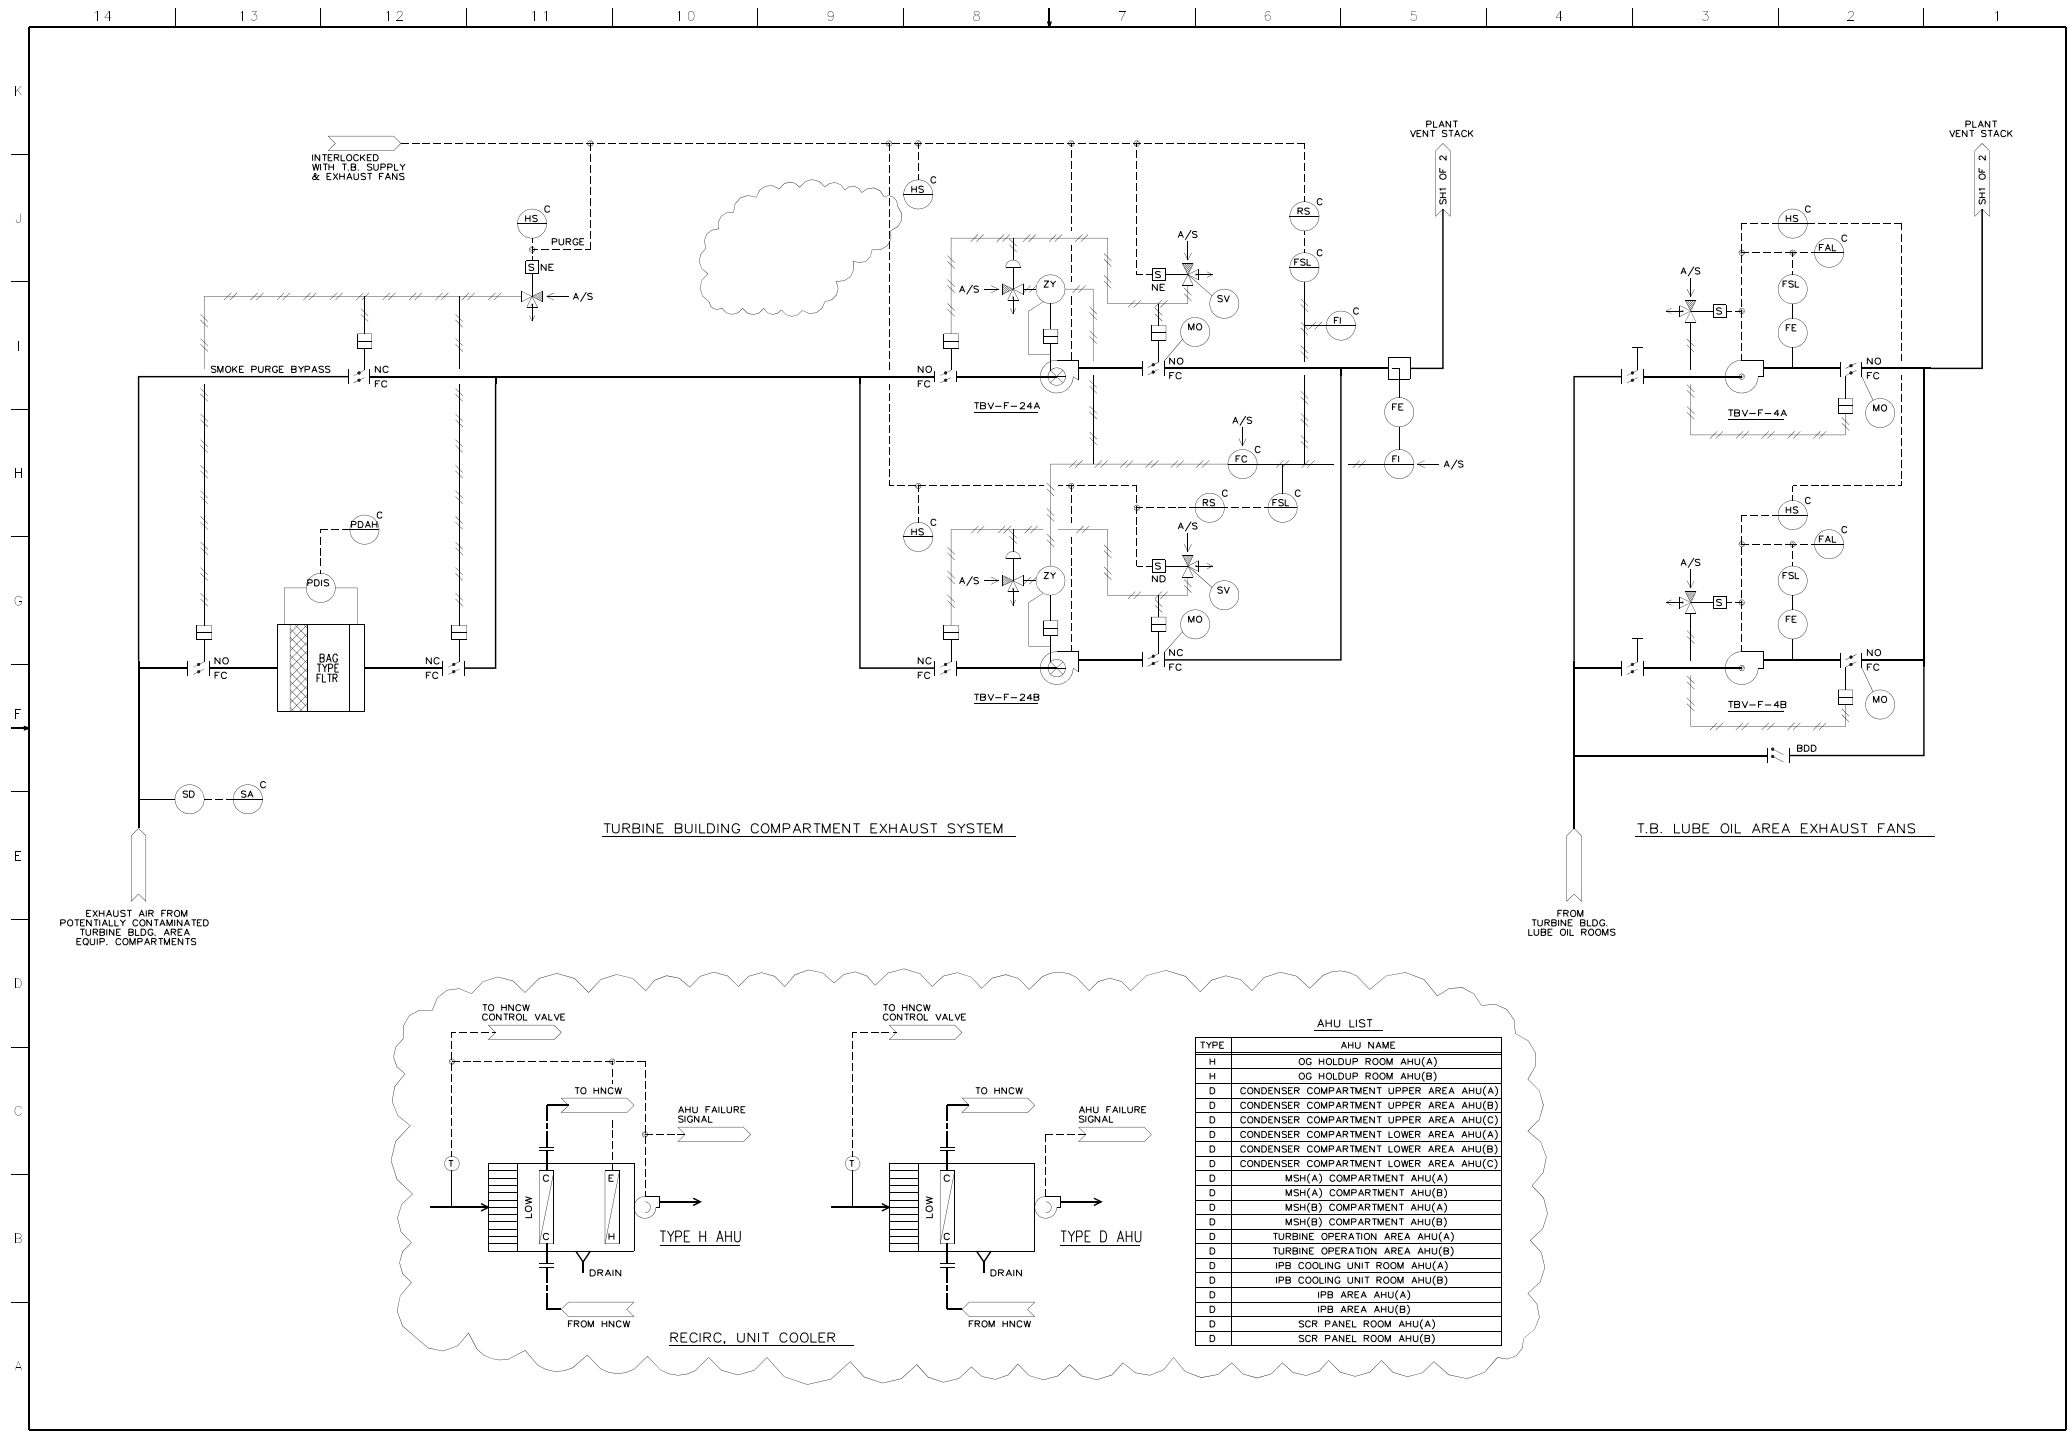 14 13 12 11 10 9 8 7 6 5 4 3 2 1
K
J
I
H
G
F
E
D
C
B
A
INTERLOCKED
WITH T.B. SUPPLY
& EXHAUST FANS
HS C
PURGE
S NE
A/S
SMOKE PURGE BYPASS
NC
FC
PDAH C
PDIS
NO
FC
BAG
TYPE
FLTR
NC
FC
SD
SA C
EXHAUST AIR FROM
POTENTIALLY CONTAMINATED
TURBINE BLDG. AREA
EQUIP. COMPARTMENTS
HS C
A/S
ZY
A/S
S
NE
SV
MO
NO
FC
NO
FC
TBV-F-24A
RS C
FSL C
FI C
PLANT
VENT STACK
SH1 OF 2
FE
A/S
FC C
FI
A/S
HS C
RS C
FSL C
A/S
A/S
ZY
S
ND
SV
MO
NC
FC
NC
FC
TBV-F-24B
TURBINE BUILDING COMPARTMENT EXHAUST SYSTEM
PLANT
VENT STACK
SH1 OF 2
HS C
FAL C
A/S
FSL
S
FE
NO
FC
MO
TBV-F-4A
HS C
FAL C
A/S
FSL
S
FE
NO
FC
MO
TBV-F-4B
BDD
T.B. LUBE OIL AREA EXHAUST FANS
FROM
TURBINE BLDG.
LUBE OIL ROOMS
TO HNCW
CONTROL VALVE
TO HNCW
AHU FAILURE
SIGNAL
T
LOW
C
C
E
H
TYPE H AHU
DRAIN
FROM HNCW
TO HNCW
CONTROL VALVE
TO HNCW
AHU FAILURE
SIGNAL
T
LOW
C
C
TYPE D AHU
DRAIN
FROM HNCW
RECIRC, UNIT COOLER
AHU LIST
TYPE AHU NAME
H OG HOLDUP ROOM AHU(A)
H OG HOLDUP ROOM AHU(B)
D CONDENSER COMPARTMENT UPPER AREA AHU(A)
D CONDENSER COMPARTMENT UPPER AREA AHU(B)
D CONDENSER COMPARTMENT UPPER AREA AHU(C)
D CONDENSER COMPARTMENT LOWER AREA AHU(A)
D CONDENSER COMPARTMENT LOWER AREA AHU(B)
D CONDENSER COMPARTMENT LOWER AREA AHU(C)
D MSH(A) COMPARTMENT AHU(A)
D MSH(A) COMPARTMENT AHU(B)
D MSH(B) COMPARTMENT AHU(A)
D MSH(B) COMPARTMENT AHU(B)
D TURBINE OPERATION AREA AHU(A)
D TURBINE OPERATION AREA AHU(B)
D IPB COOLING UNIT ROOM AHU(A)
D IPB COOLING UNIT ROOM AHU(B)
D IPB AREA AHU(A)
D IPB AREA AHU(B)
D SCR PANEL ROOM AHU(A)
D SCR PANEL ROOM AHU(B)